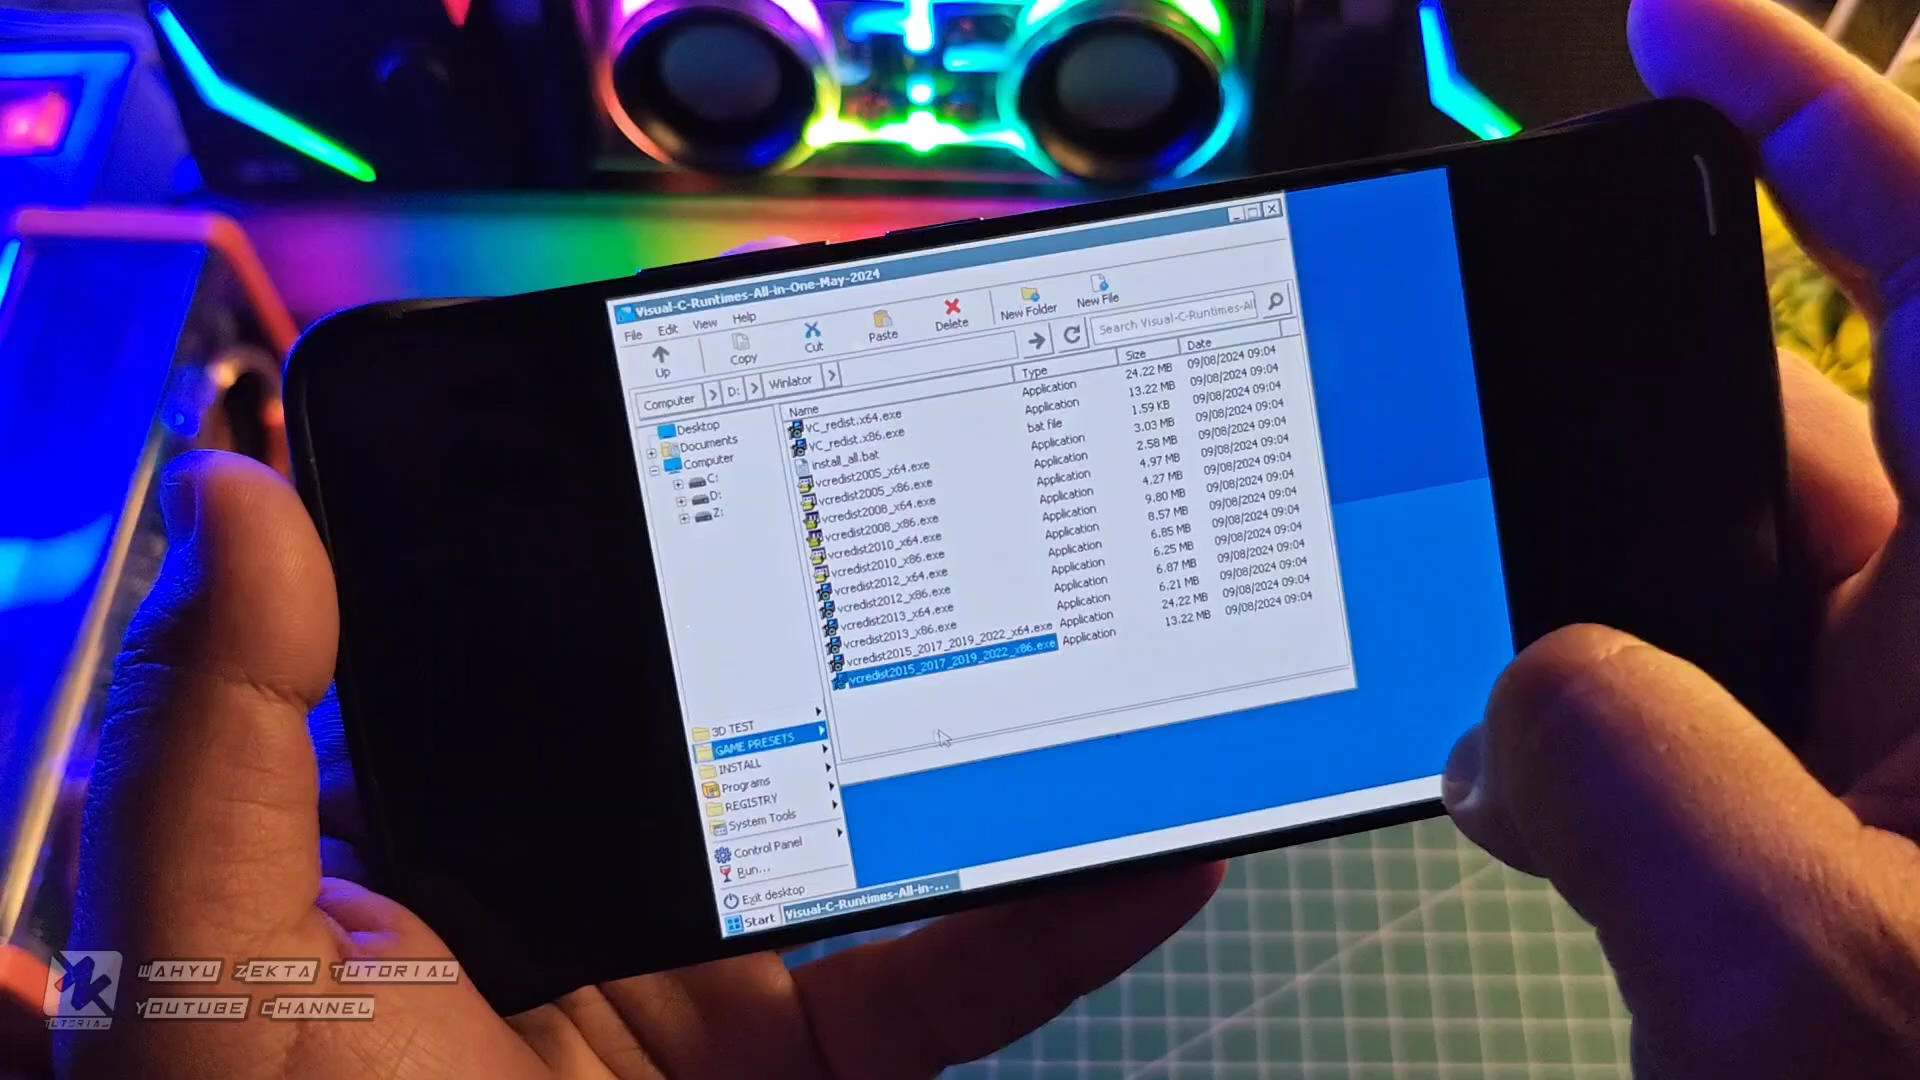 Visual-C-Runtimes-All-in-One-May-2024
File Edit View Help
Up Copy Cut Paste Delete New Folder New File
Computer D: Winlator Search Visual-C-Runtimes-All
Name Type Size Date
VC_redist.x64.exe Application 24.22 MB 09/08/2024 09:04
VC_redist.x86.exe Application 13.22 MB 09/08/2024 09:04
install_all.bat bat file 1.59 KB 09/08/2024 09:04
vcredist2005_x64.exe Application 3.03 MB 09/08/2024 09:04
vcredist2005_x86.exe Application 2.58 MB 09/08/2024 09:04
vcredist2008_x64.exe Application 4.97 MB 09/08/2024 09:04
vcredist2008_x86.exe Application 4.27 MB 09/08/2024 09:04
vcredist2010_x64.exe Application 9.80 MB 09/08/2024 09:04
vcredist2010_x86.exe Application 8.57 MB 09/08/2024 09:04
vcredist2012_x64.exe Application 6.85 MB 09/08/2024 09:04
vcredist2012_x86.exe Application 6.25 MB 09/08/2024 09:04
vcredist2013_x64.exe Application 6.87 MB 09/08/2024 09:04
vcredist2013_x86.exe Application 6.21 MB 09/08/2024 09:04
vcredist2015_2017_2019_2022_x64.exe Application 24.22 MB 09/08/2024 09:04
vcredist2015_2017_2019_2022_x86.exe Application 13.22 MB 09/08/2024 09:04
Desktop
Documents
Computer
C:
D:
Z:
3D TEST
GAME PRESETS
INSTALL
Programs
REGISTRY
System Tools
Control Panel
Run...
Exit desktop
Start Visual-C-Runtimes-All-in-...
WAHYU ZEKTA TUTORIAL
YOUTUBE CHANNEL
TUTORIAL